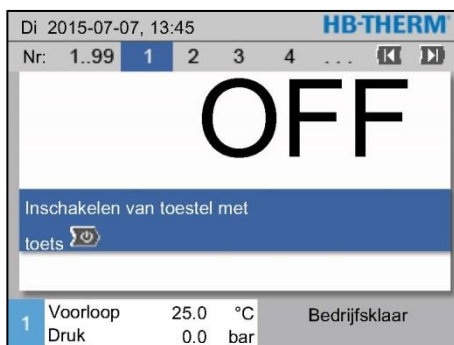 Di 2015-07-07, 13:45 HB-THERM®
Nr: 1..99 1 2 3 4 ...
OFF
Inschakelen van toestel met
toets
1 Voorloop 25.0 °C Bedrijfsklaar
Druk 0.0 bar